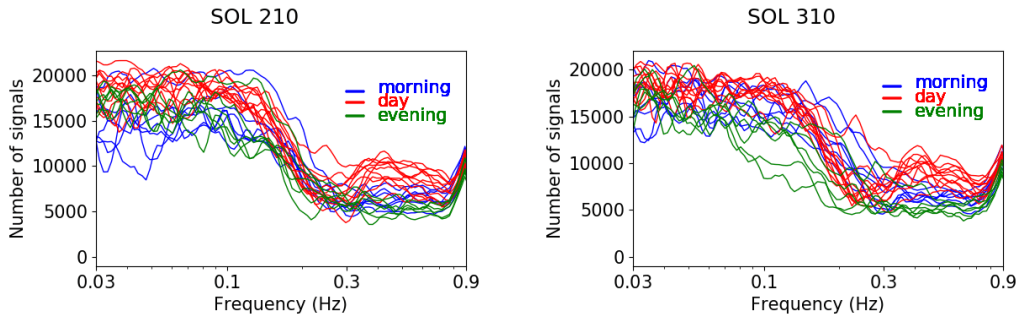 SOL 210
Number of signals
20000
15000
10000
5000
0
morning
day
evening
0.03
0.1
0.3
0.9
Frequency (Hz)
SOL 310
Number of signals
20000
15000
10000
5000
0
morning
day
evening
0.03
0.1
0.3
0.9
Frequency (Hz)